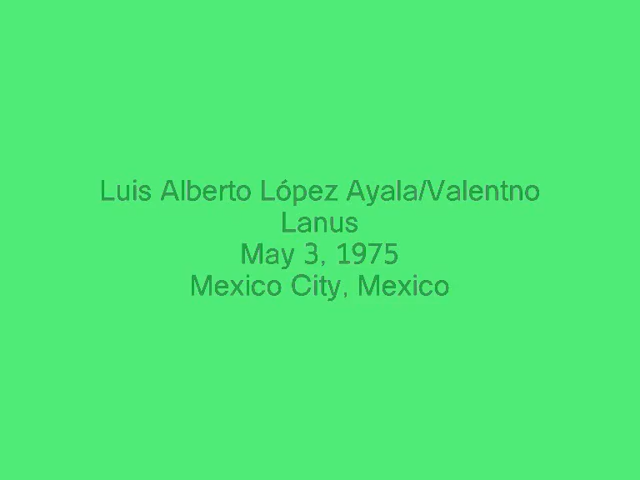 Luis Alberto López Ayala/Valentno
Lanus
May 3, 1975
Mexico City, Mexico